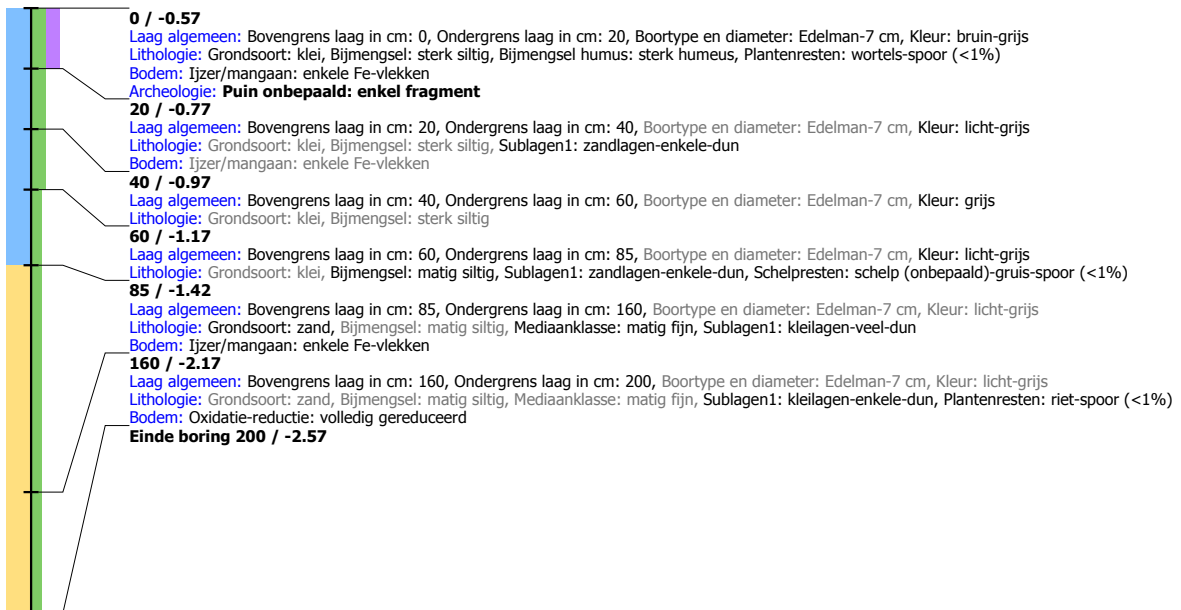 0 / -0.57
Laag algemeen: Bovengrens laag in cm: 0, Ondergrens laag in cm: 20, Boortype en diameter: Edelman-7 cm, Kleur: bruin-grijs
Lithologie: Grondsoort: klei, Bijmengsel: sterk siltig, Bijmengsel humus: sterk humeus, Plantenresten: wortels-spoor (<1%)
Bodem: Ijzer/mangaan: enkele Fe-vlekken
Archeologie: Puin onbepaald: enkel fragment
20 / -0.77
Laag algemeen: Bovengrens laag in cm: 20, Ondergrens laag in cm: 40, Boortype en diameter: Edelman-7 cm, Kleur: licht-grijs
Lithologie: Grondsoort: klei, Bijmengsel: sterk siltig, Sublagen1: zandlagen-enkele-dun
Bodem: Ijzer/mangaan: enkele Fe-vlekken
40 / -0.97
Laag algemeen: Bovengrens laag in cm: 40, Ondergrens laag in cm: 60, Boortype en diameter: Edelman-7 cm, Kleur: grijs
Lithologie: Grondsoort: klei, Bijmengsel: sterk siltig
60 / -1.17
Laag algemeen: Bovengrens laag in cm: 60, Ondergrens laag in cm: 85, Boortype en diameter: Edelman-7 cm, Kleur: licht-grijs
Lithologie: Grondsoort: klei, Bijmengsel: matig siltig, Sublagen1: zandlagen-enkele-dun, Schelpresten: schelp (onbepaald)-gruis-spoor (<1%)
85 / -1.42
Laag algemeen: Bovengrens laag in cm: 85, Ondergrens laag in cm: 160, Boortype en diameter: Edelman-7 cm, Kleur: licht-grijs
Lithologie: Grondsoort: zand, Bijmengsel: matig siltig, Mediaanklasse: matig fijn, Sublagen1: kleilagen-veel-dun
Bodem: Ijzer/mangaan: enkele Fe-vlekken
160 / -2.17
Laag algemeen: Bovengrens laag in cm: 160, Ondergrens laag in cm: 200, Boortype en diameter: Edelman-7 cm, Kleur: licht-grijs
Lithologie: Grondsoort: zand, Bijmengsel: matig siltig, Mediaanklasse: matig fijn, Sublagen1: kleilagen-enkele-dun, Plantenresten: riet-spoor (<1%)
Bodem: Oxidatie-reductie: volledig gereduceerd
Einde boring 200 / -2.57